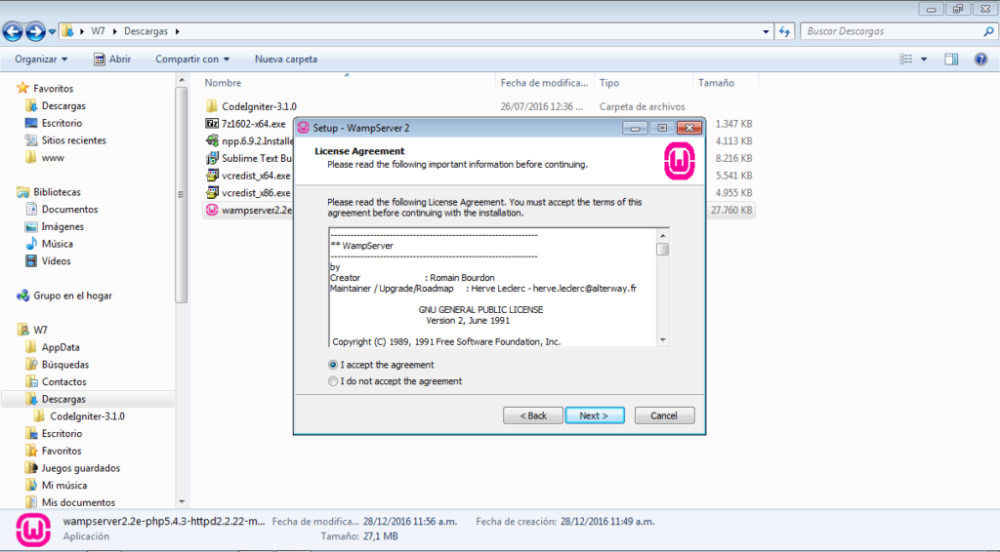 W7 Descargas
Buscar Descargas
Organizar Abrir Compartir con Nueva carpeta
Nombre Fecha de modifica... Tipo Tamaño
Favoritos
Descargas
Escritorio
Sitios recientes
www
Bibliotecas
Documentos
Imágenes
Música
Vídeos
Grupo en el hogar
W7
AppData
Búsquedas
Contactos
Descargas
CodeIgniter-3.1.0
Escritorio
Favoritos
Juegos guardados
Mi música
Mis documentos
CodeIgniter-3.1.0 26/07/2016 12:36 ... Carpeta de archivos
7z1602-x64.exe 1.347 KB
npp.6.9.2.Installe 4.113 KB
Sublime Text Bu 8.216 KB
vcredist_x64.exe 5.541 KB
vcredist_x86.exe 4.955 KB
wampserver2.2e 27.760 KB
Setup - WampServer 2
License Agreement
Please read the following important information before continuing.
Please read the following License Agreement. You must accept the terms of this
agreement before continuing with the installation.
------------------------------------------------------------
** WampServer
------------------------------------------------------------
by
Creator : Romain Bourdon
Maintainer / Upgrade/Roadmap : Herve Leclerc - herve.leclerc@alterway.fr
GNU GENERAL PUBLIC LICENSE
Version 2, June 1991
Copyright (C) 1989, 1991 Free Software Foundation, Inc.
I accept the agreement
I do not accept the agreement
< Back Next > Cancel
wampserver2.2e-php5.4.3-httpd2.2.22-m... Fecha de modifica... 28/12/2016 11:56 a.m. Fecha de creación: 28/12/2016 11:49 a.m.
Aplicación Tamaño: 27,1 MB